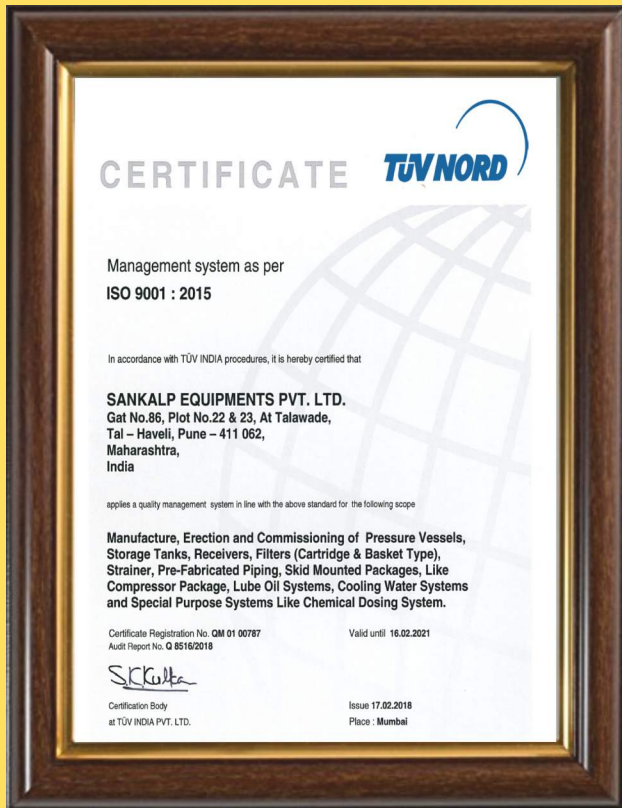 CERTIFICATE
TÜV NORD
Management system as per
ISO 9001 : 2015
In accordance with TÜV INDIA procedures, it is hereby certified that
SANKALP EQUIPMENTS PVT. LTD.
Gat No.86, Plot No.22 & 23, At Talawade,
Tal – Haveli, Pune – 411 062,
Maharashtra,
India
applies a quality management system in line with the above standard for the following scope
Manufacture, Erection and Commissioning of Pressure Vessels,
Storage Tanks, Receivers, Filters (Cartridge & Basket Type),
Strainer, Pre-Fabricated Piping, Skid Mounted Packages, Like
Compressor Package, Lube Oil Systems, Cooling Water Systems
and Special Purpose Systems Like Chemical Dosing System.
Certificate Registration No. QM 01 00787 Valid until 16.02.2021
Audit Report No. Q 8516/2018
Certification Body Issue 17.02.2018
at TÜV INDIA PVT. LTD. Place : Mumbai